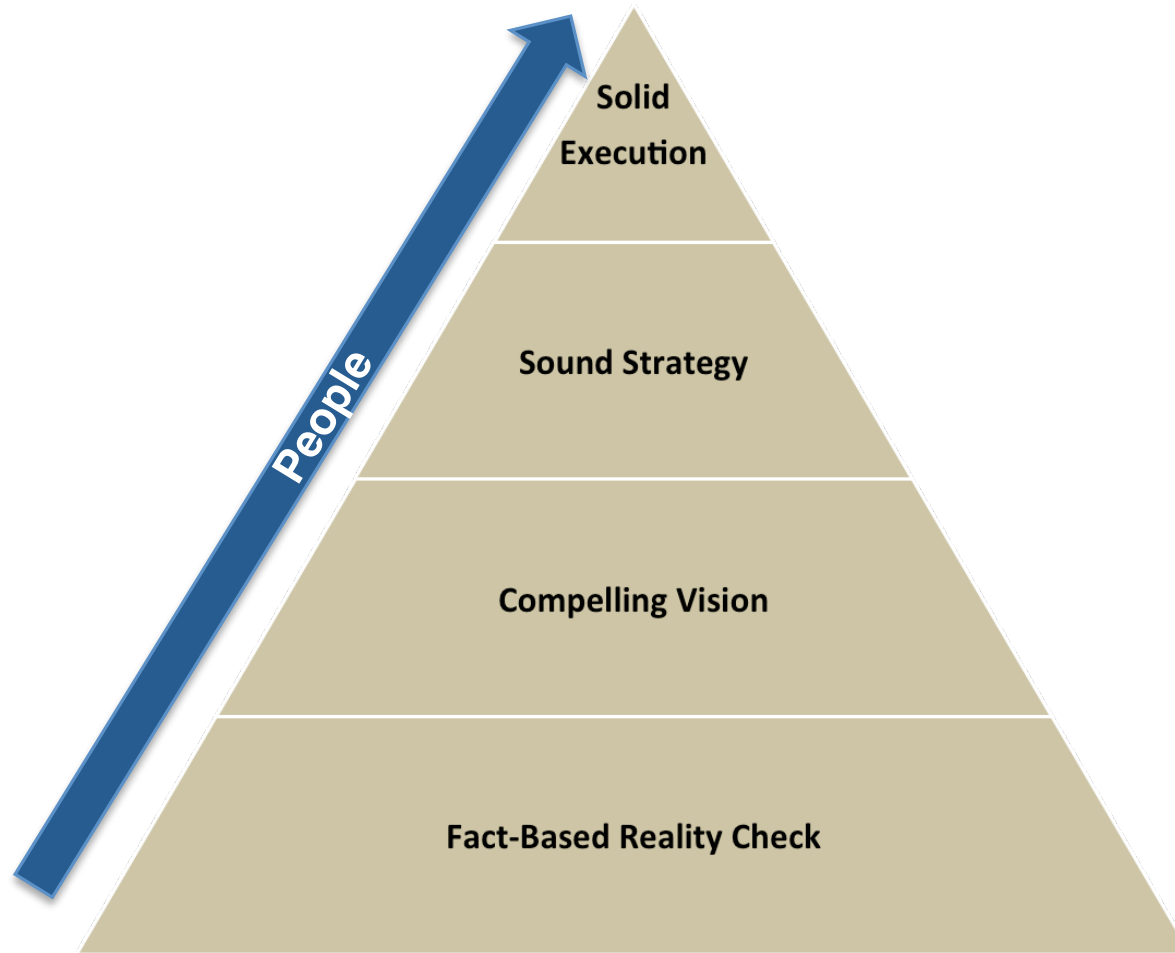 Solid
Execution
People
Sound Strategy
Compelling Vision
Fact-Based Reality Check